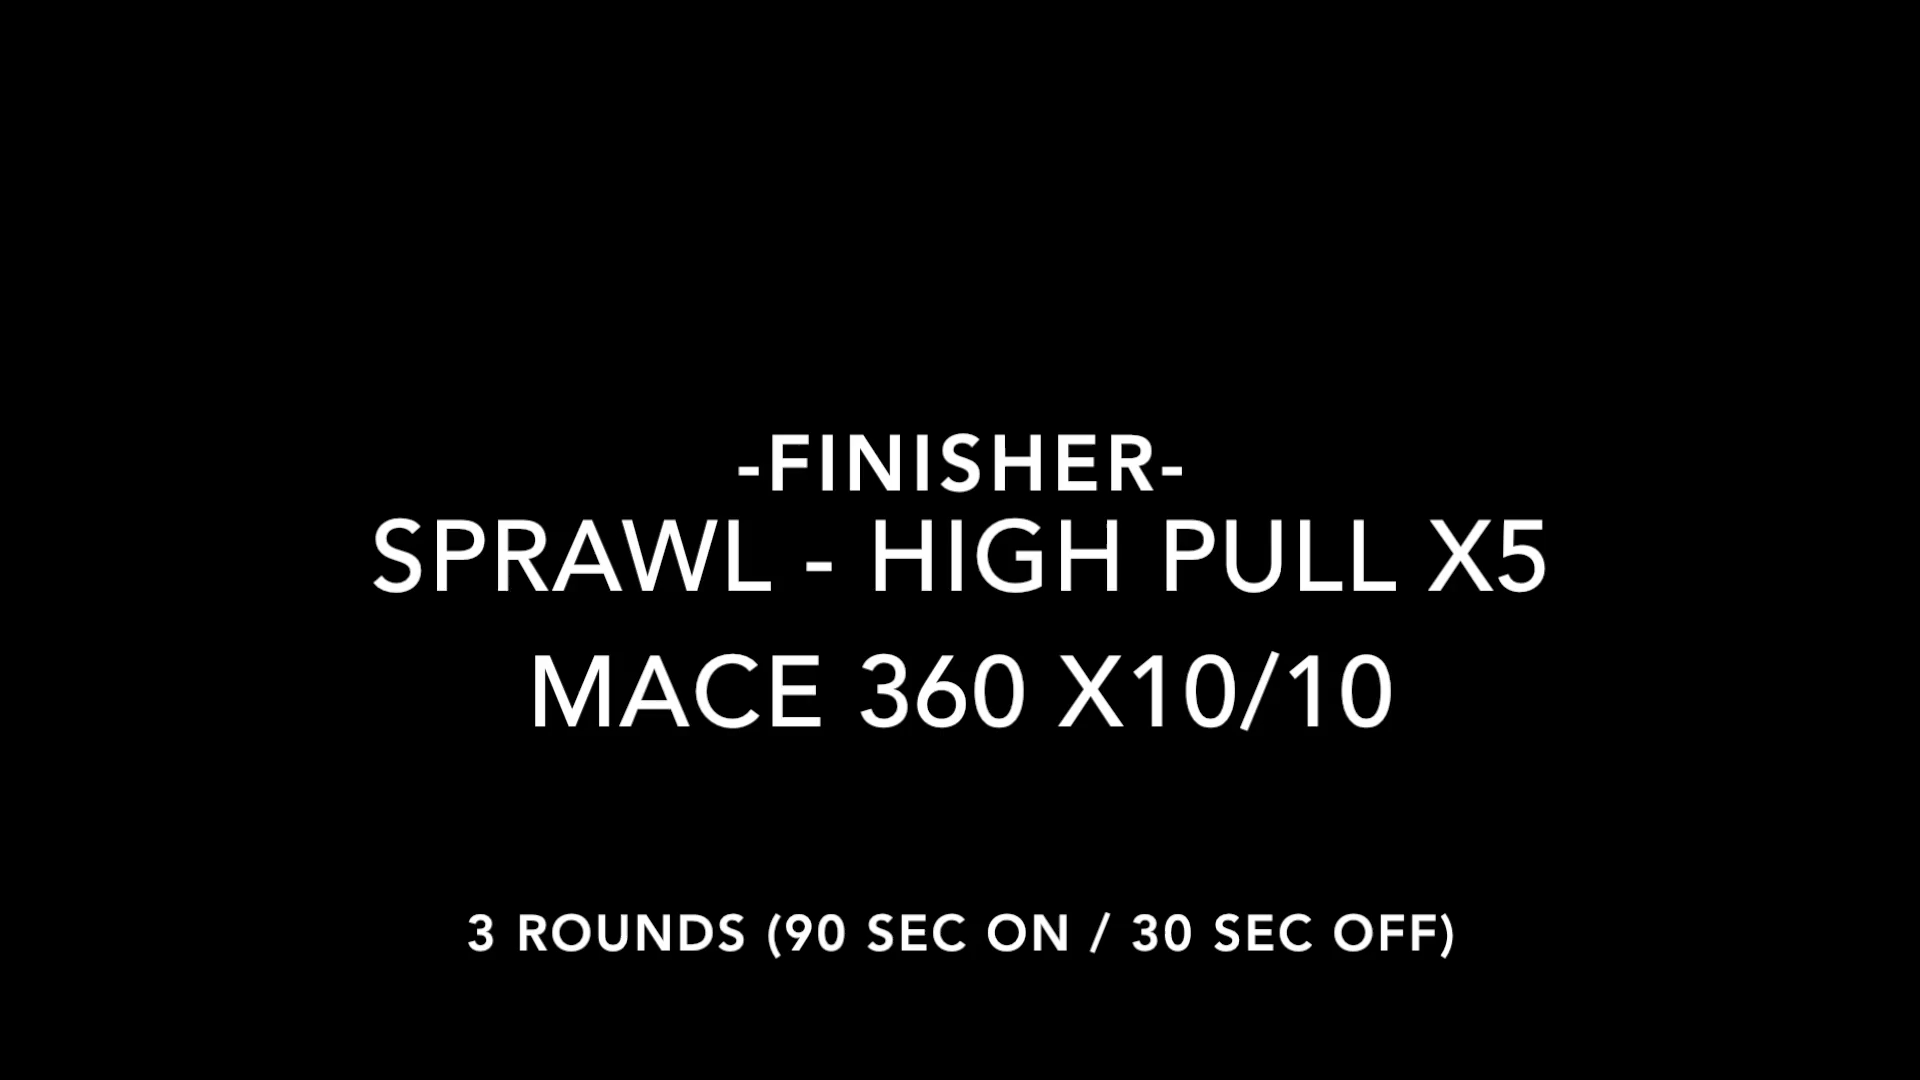 -FINISHER-
SPRAWL - HIGH PULL X5
MACE 360 X10/10
3 ROUNDS (90 SEC ON / 30 SEC OFF)